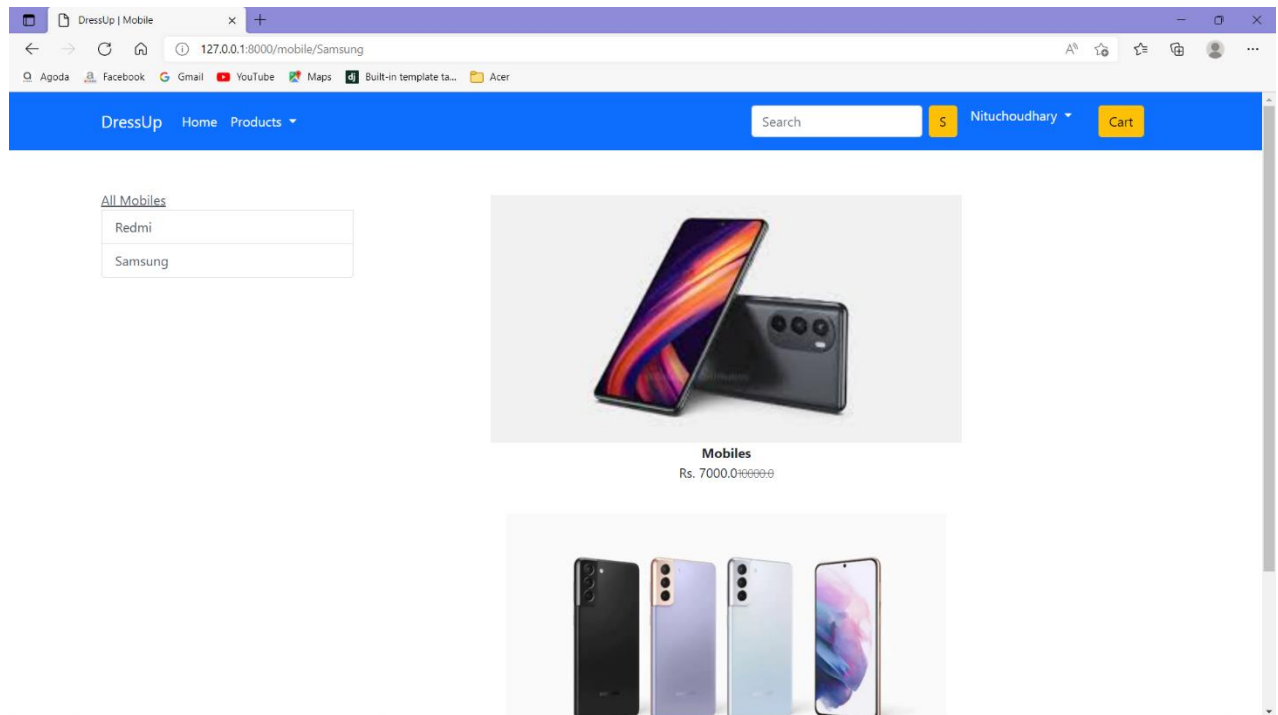 DressUp | Mobile
127.0.0.1:8000/mobile/Samsung
Agoda Facebook Gmail YouTube Maps dj Built-in template ta... Acer
DressUp Home Products Search S Nituchoudhary Cart
All Mobiles
Redmi
Samsung
Mobiles
Rs. 7000.010000.0